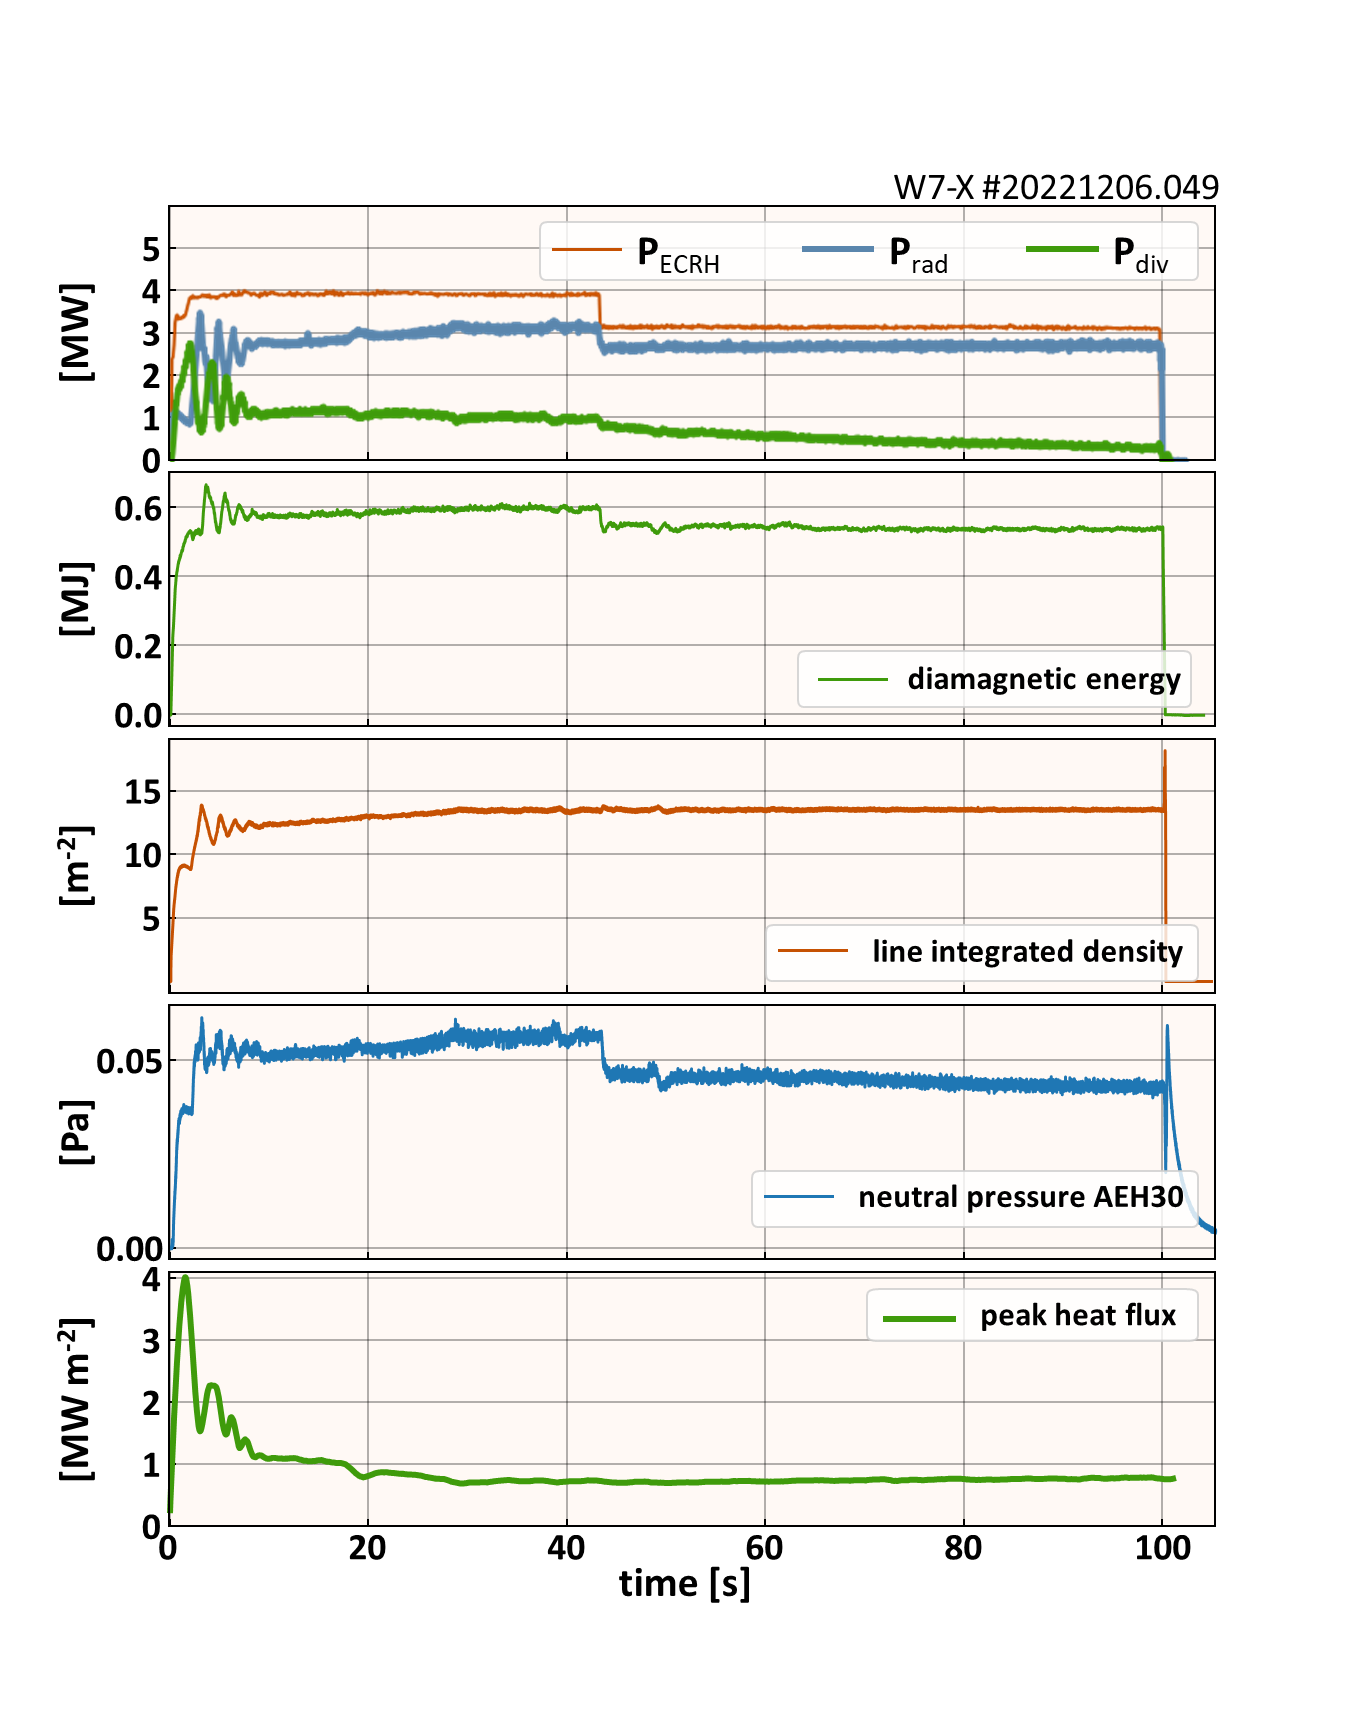 W7-X #20221206.049
[MW]
5
4
3
2
1
0
P_ECRH P_rad P_div
[MJ]
0.6
0.4
0.2
0.0
diamagnetic energy
[m⁻²]
15
10
5
line integrated density
[Pa]
0.05
0.00
neutral pressure AEH30
[MW m⁻²]
4
3
2
1
0
peak heat flux
0 20 40 60 80 100
time [s]